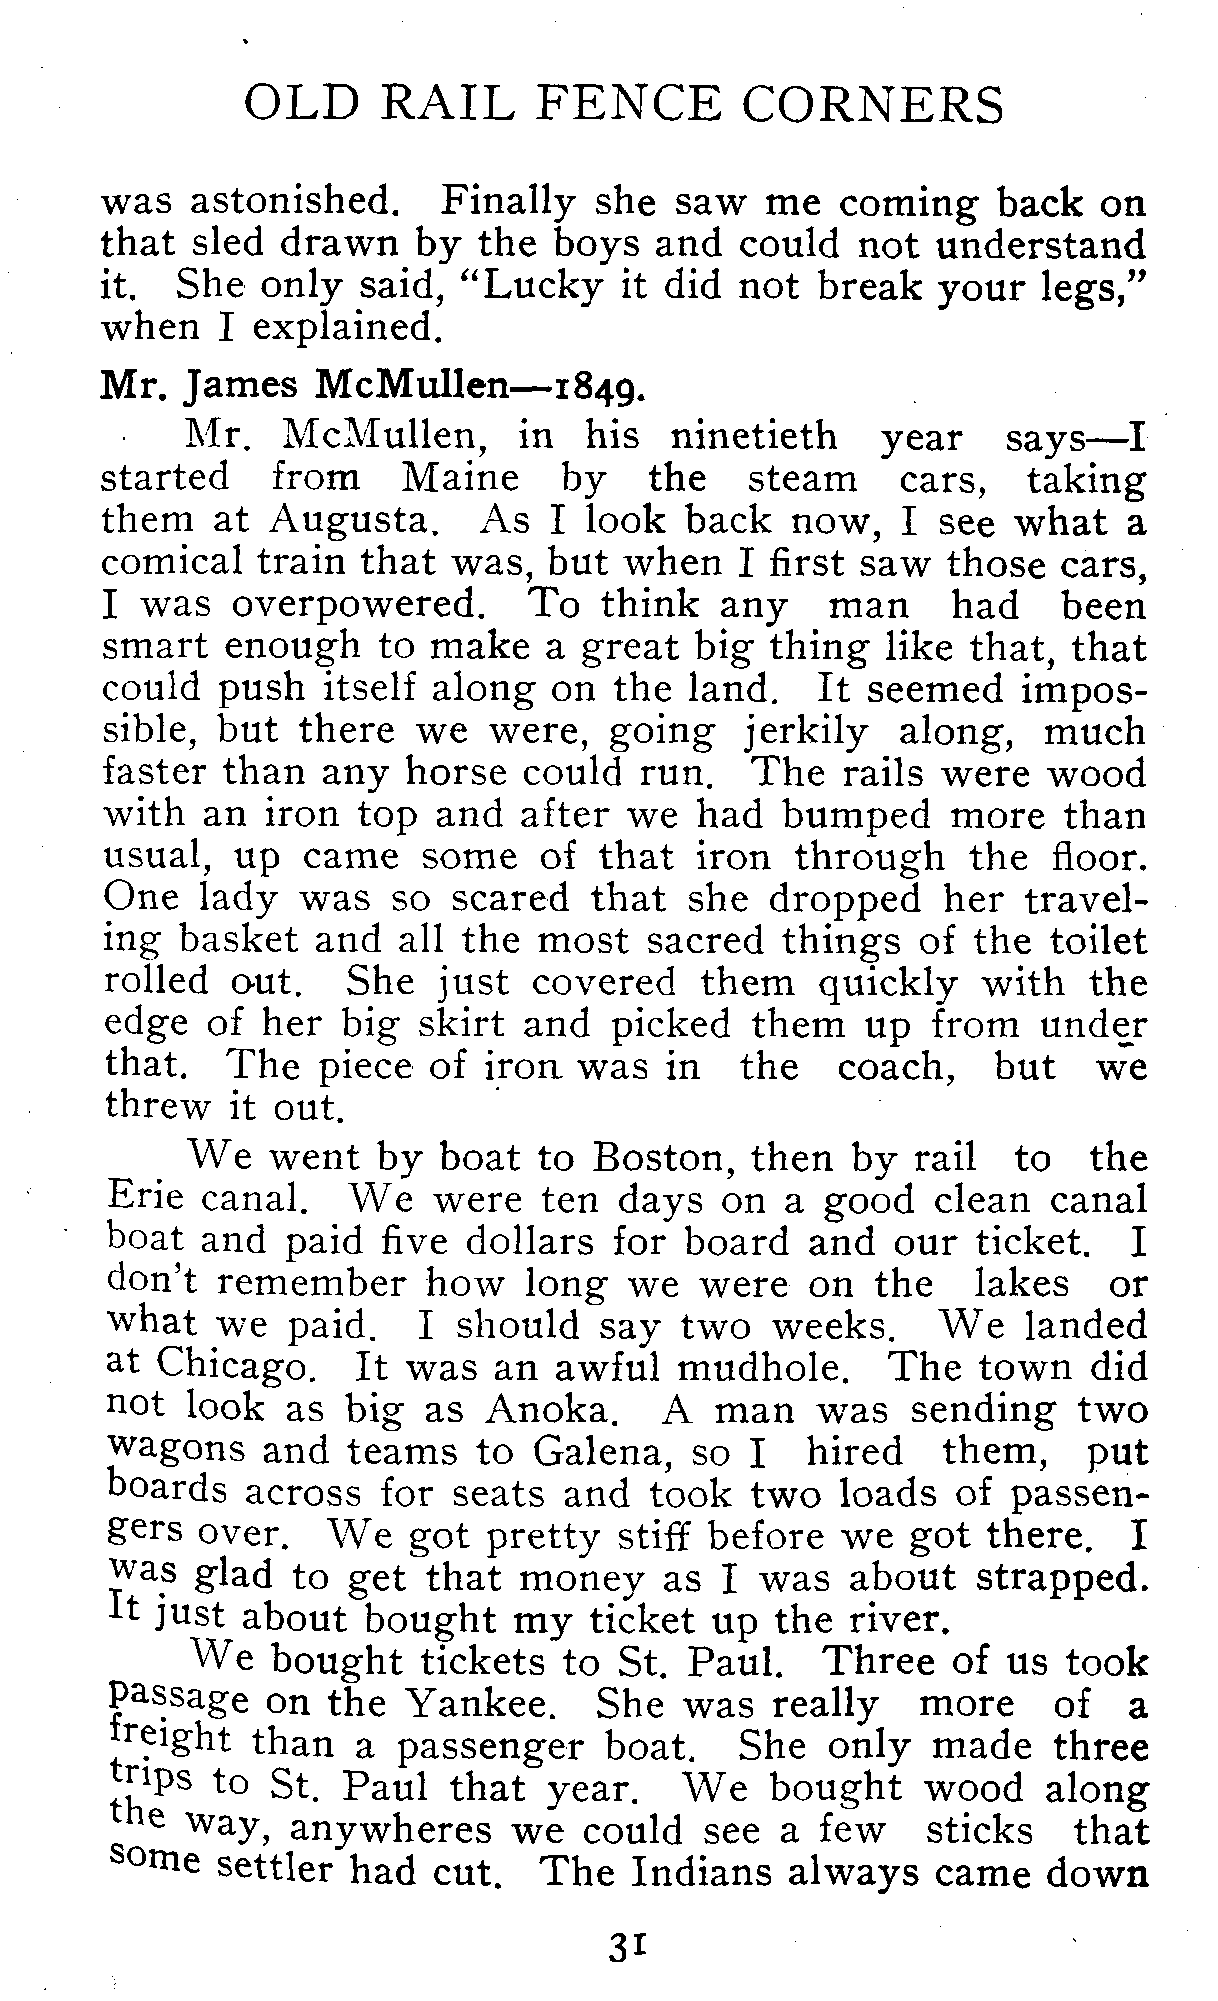 OLD RAIL FENCE CORNERS
was astonished. Finally she saw me coming back on
that sled drawn by the boys and could not understand
it. She only said, "Lucky it did not break your legs,"
when I explained.
Mr. James McMullen—1849.
Mr. McMullen, in his ninetieth year says—I
started from Maine by the steam cars, taking
them at Augusta. As I look back now, I see what a
comical train that was, but when I first saw those cars,
I was overpowered. To think any man had been
smart enough to make a great big thing like that, that
could push itself along on the land. It seemed impos-
sible, but there we were, going jerkily along, much
faster than any horse could run. The rails were wood
with an iron top and after we had bumped more than
usual, up came some of that iron through the floor.
One lady was so scared that she dropped her travel-
ing basket and all the most sacred things of the toilet
rolled out. She just covered them quickly with the
edge of her big skirt and picked them up from under
that. The piece of iron was in the coach, but we
threw it out.
We went by boat to Boston, then by rail to the
Erie canal. We were ten days on a good clean canal
boat and paid five dollars for board and our ticket. I
don't remember how long we were on the lakes or
what we paid. I should say two weeks. We landed
at Chicago. It was an awful mudhole. The town did
not look as big as Anoka. A man was sending two
wagons and teams to Galena, so I hired them, put
boards across for seats and took two loads of passen-
gers over. We got pretty stiff before we got there. I
was glad to get that money as I was about strapped.
It just about bought my ticket up the river.
We bought tickets to St. Paul. Three of us took
passage on the Yankee. She was really more of a
freight than a passenger boat. She only made three
trips to St. Paul that year. We bought wood along
the way, anywheres we could see a few sticks that
some settler had cut. The Indians always came down
31